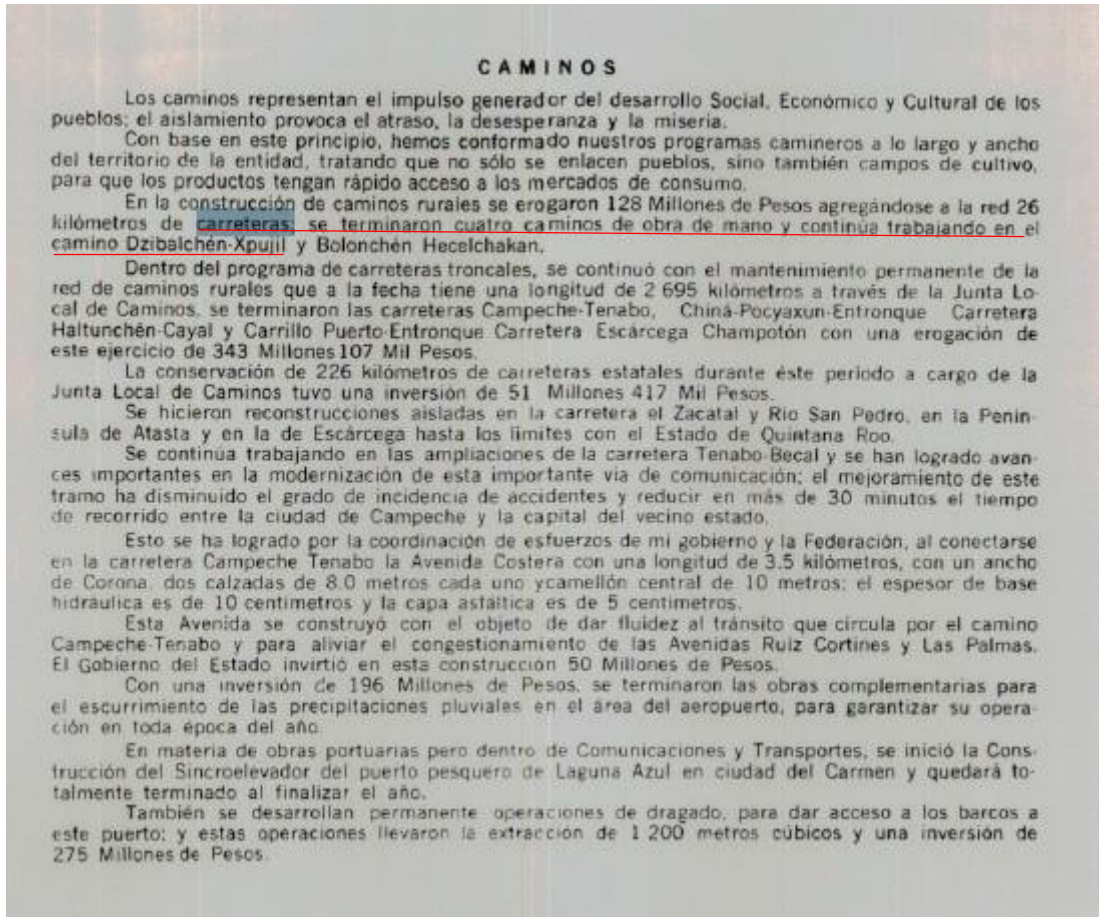 CAMINOS
Los caminos representan el impulso generador del desarrollo Social, Económico y Cultural de los
pueblos; el aislamiento provoca el atraso, la desesperanza y la miseria.
Con base en este principio, hemos conformado nuestros programas camineros a lo largo y ancho
del territorio de la entidad, tratando que no sólo se enlacen pueblos, sino también campos de cultivo,
para que los productos tengan rápido acceso a los mercados de consumo.
En la construcción de caminos rurales se erogaron 128 Millones de Pesos agregándose a la red 26
kilómetros de carreteras; se terminaron cuatro caminos de obra de mano y continúa trabajando en el
camino Dzibalchén-Xpujil y Bolonchén Hecelchakan.
Dentro del programa de carreteras troncales, se continuó con el mantenimiento permanente de la
red de caminos rurales que a la fecha tiene una longitud de 2 695 kilómetros a través de la Junta Lo-
cal de Caminos, se terminaron las carreteras Campeche-Tenabo, Chiná-Pocyaxun-Entronque Carretera
Haltunchén-Cayal y Carrillo Puerto-Entronque Carretera Escárcega Champotón con una erogación de
este ejercicio de 343 Millones 107 Mil Pesos.
La conservación de 226 kilómetros de carreteras estatales durante éste periodo a cargo de la
Junta Local de Caminos tuvo una inversión de 51 Millones 417 Mil Pesos.
Se hicieron reconstrucciones aisladas en la carretera el Zacatal y Río San Pedro, en la Penín-
sula de Atasta y en la de Escárcega hasta los límites con el Estado de Quintana Roo.
Se continúa trabajando en las ampliaciones de la carretera Tenabo-Becal y se han logrado avan-
ces importantes en la modernización de esta importante vía de comunicación; el mejoramiento de este
tramo ha disminuido el grado de incidencia de accidentes y reducir en más de 30 minutos el tiempo
de recorrido entre la ciudad de Campeche y la capital del vecino estado.
Esto se ha logrado por la coordinación de esfuerzos de mi gobierno y la Federación, al conectarse
en la carretera Campeche Tenabo la Avenida Costera con una longitud de 3.5 kilómetros, con un ancho
de Corona, dos calzadas de 8.0 metros cada uno ycamellón central de 10 metros; el espesor de base
hidráulica es de 10 centímetros y la capa asfáltica es de 5 centímetros.
Esta Avenida se construyó con el objeto de dar fluidez al tránsito que circula por el camino
Campeche-Tenabo y para aliviar el congestionamiento de las Avenidas Ruiz Cortines y Las Palmas.
El Gobierno del Estado invirtió en esta construcción 50 Millones de Pesos.
Con una inversión de 196 Millones de Pesos, se terminaron las obras complementarias para
el escurrimiento de las precipitaciones pluviales en el área del aeropuerto, para garantizar su opera-
ción en toda época del año.
En materia de obras portuarias pero dentro de Comunicaciones y Transportes, se inició la Cons-
trucción del Sincroelevador del puerto pesquero de Laguna Azul en ciudad del Carmen y quedará to-
talmente terminado al finalizar el año.
También se desarrollan permanente operaciones de dragado, para dar acceso a los barcos a
este puerto; y estas operaciones llevaron la extracción de 1 200 metros cúbicos y una inversión de
275 Millones de Pesos.